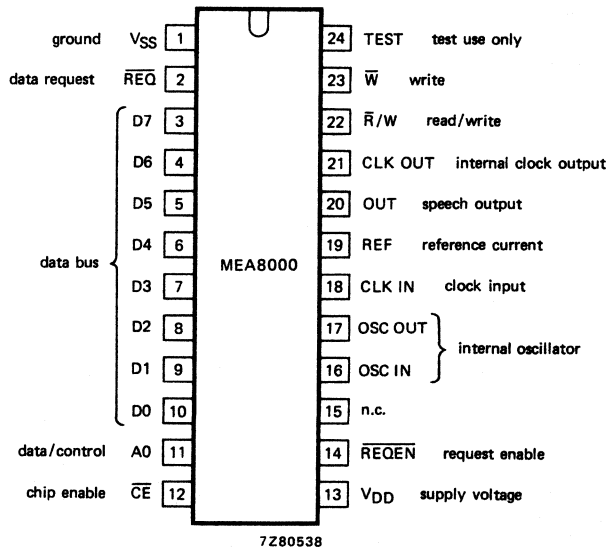 ground VSS 1 24 TEST test use only
data request R̅E̅Q̅ 2 23 W̅ write
D7 3 22 R̅/W read/write
D6 4 21 CLK OUT internal clock output
D5 5 20 OUT speech output
D4 6 19 REF reference current
data bus MEA8000
D3 7 18 CLK IN clock input
D2 8 17 OSC OUT
internal oscillator
D1 9 16 OSC IN
D0 10 15 n.c.
data/control A0 11 14 R̅E̅Q̅E̅N̅ request enable
chip enable C̅E̅ 12 13 VDD supply voltage
7Z80538